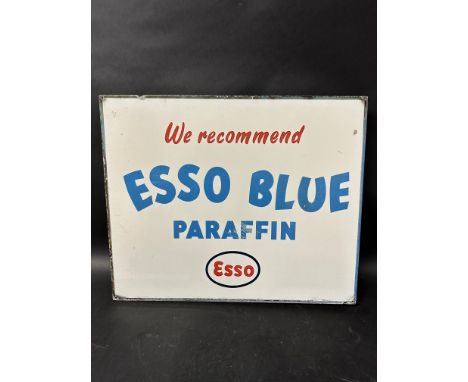 We recommend
ESSO BLUE
PARAFFIN
Esso